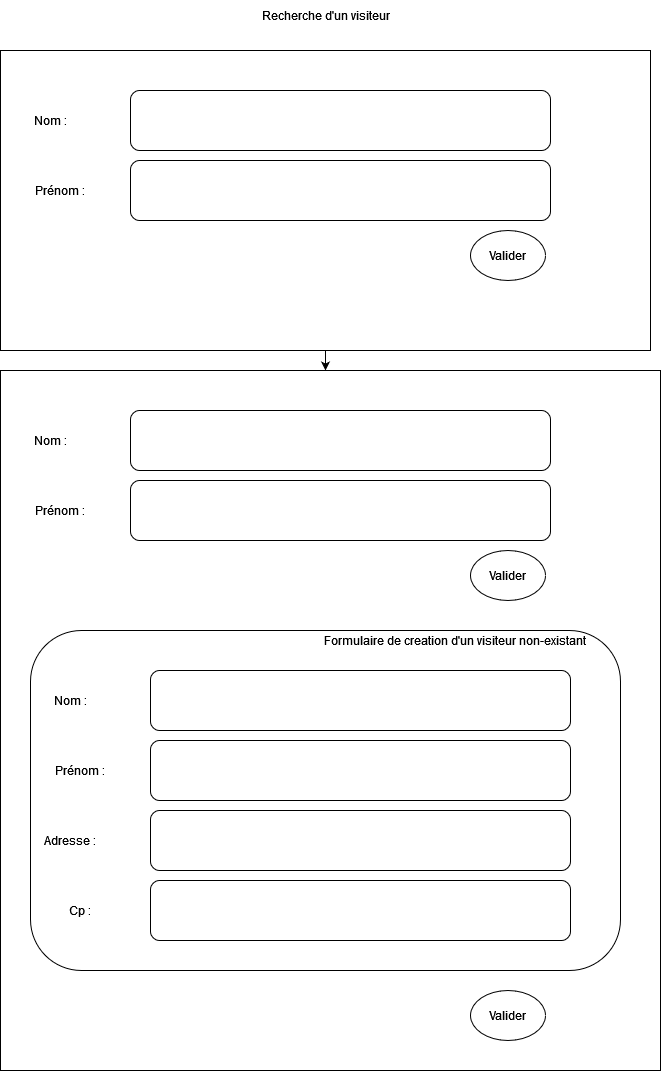 Recherche d'un visiteur
Nom :
Prénom :
Valider
Nom :
Prénom :
Valider
Formulaire de creation d'un visiteur non-existant
Nom :
Prénom :
Adresse :
Cp :
Valider